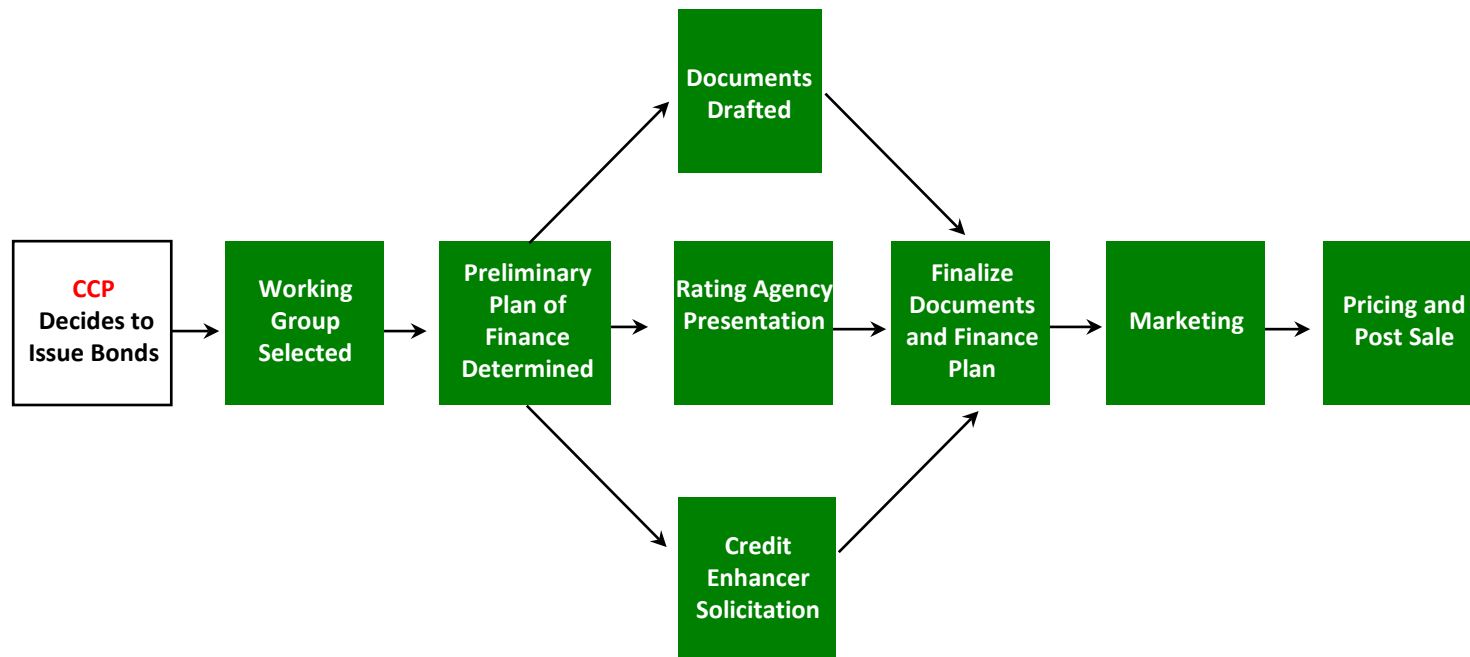 CCP
Decides to
Issue Bonds
Working
Group
Selected
Preliminary
Plan of
Finance
Determined
Documents
Drafted
Rating Agency
Presentation
Credit
Enhancer
Solicitation
Finalize
Documents
and Finance
Plan
Marketing
Pricing and
Post Sale